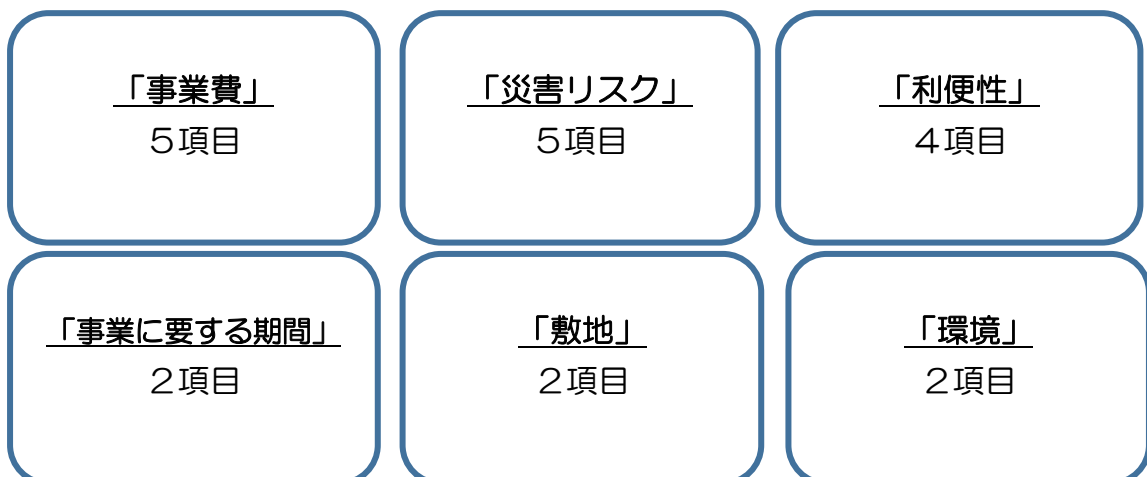 「事業費」
５項目
「災害リスク」
５項目
「利便性」
４項目
「事業に要する期間」
２項目
「敷地」
２項目
「環境」
２項目